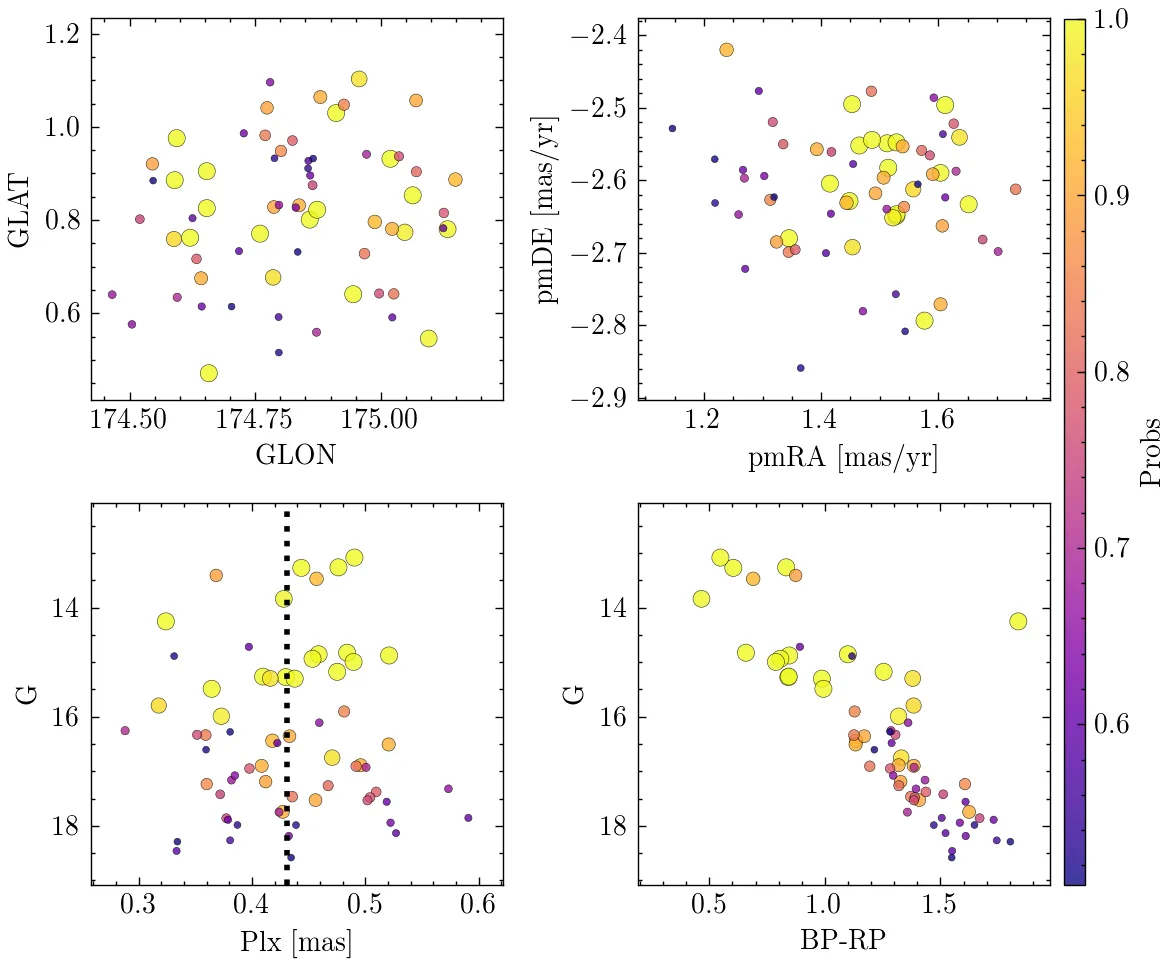 1.2
1.0
0.8
0.6
GLAT
174.50 174.75 175.00
GLON
−2.4
−2.5
−2.6
−2.7
−2.8
−2.9
pmDE [mas/yr]
1.2 1.4 1.6
pmRA [mas/yr]
14
16
18
G
0.3 0.4 0.5 0.6
Plx [mas]
14
16
18
G
0.5 1.0 1.5
BP-RP
1.0
0.9
0.8
0.7
0.6
Probs